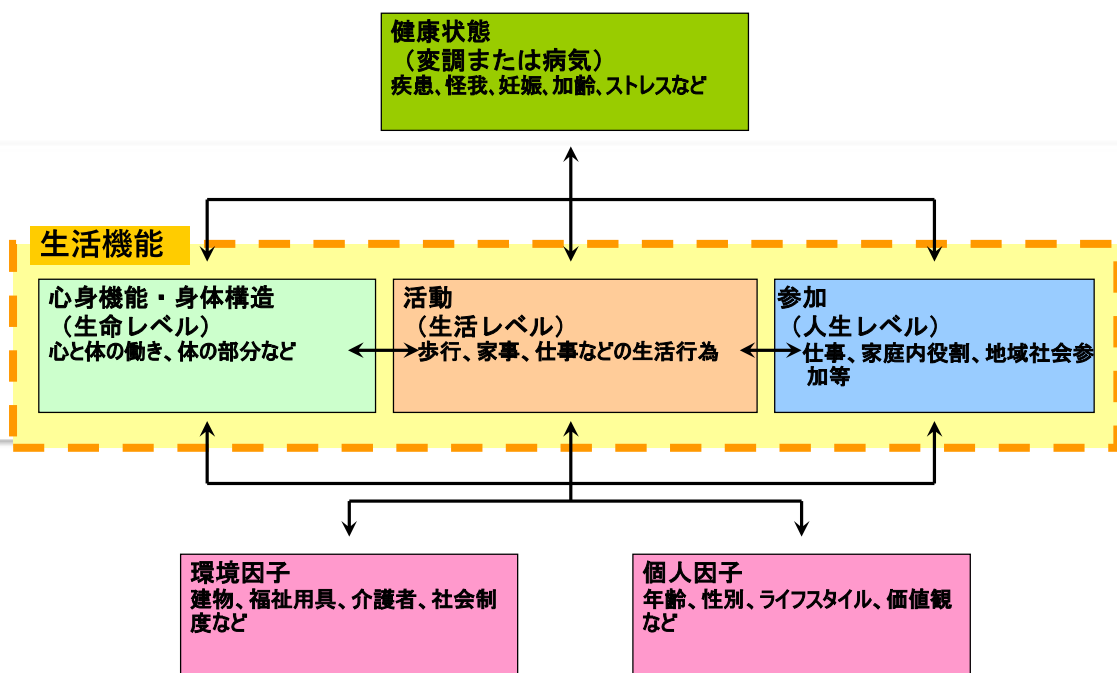 健康状態
（変調または病気）
疾患、怪我、妊娠、加齢、ストレスなど
生活機能
心身機能・身体構造
（生命レベル）
心と体の働き、体の部分など
活動
（生活レベル）
歩行、家事、仕事などの生活行為
参加
（人生レベル）
仕事、家庭内役割、地域社会参
加等
環境因子
建物、福祉用具、介護者、社会制
度など
個人因子
年齢、性別、ライフスタイル、価値観
など